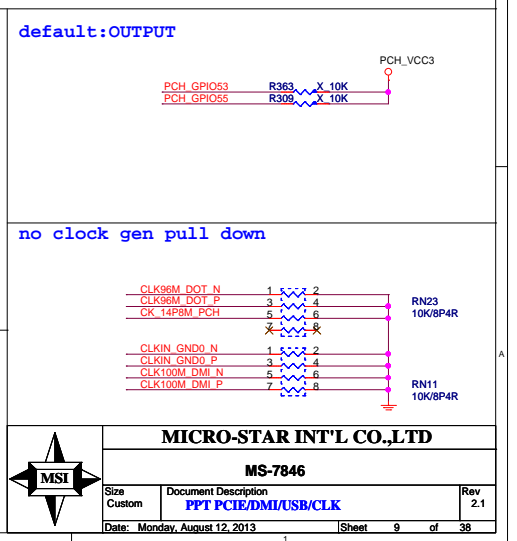 default:OUTPUT
PCH_VCC3
PCH_GPIO53 R363 X_10K
PCH_GPIO55 R309 X_10K
no clock gen pull down
CLK96M_DOT_N 1 2
CLK96M_DOT_P 3 4 RN23
CK_14P8M_PCH 5 6 10K/8P4R
7 8
CLKIN_GND0_N 1 2
CLKIN_GND0_P 3 4
CLK100M_DMI_N 5 6
CLK100M_DMI_P 7 8 RN11
10K/8P4R
A
MICRO-STAR INT'L CO.,LTD
MSI
MS-7846
Size Document Description Rev
Custom PPT PCIE/DMI/USB/CLK 2.1
Date: Monday, August 12, 2013 Sheet 9 of 38
1